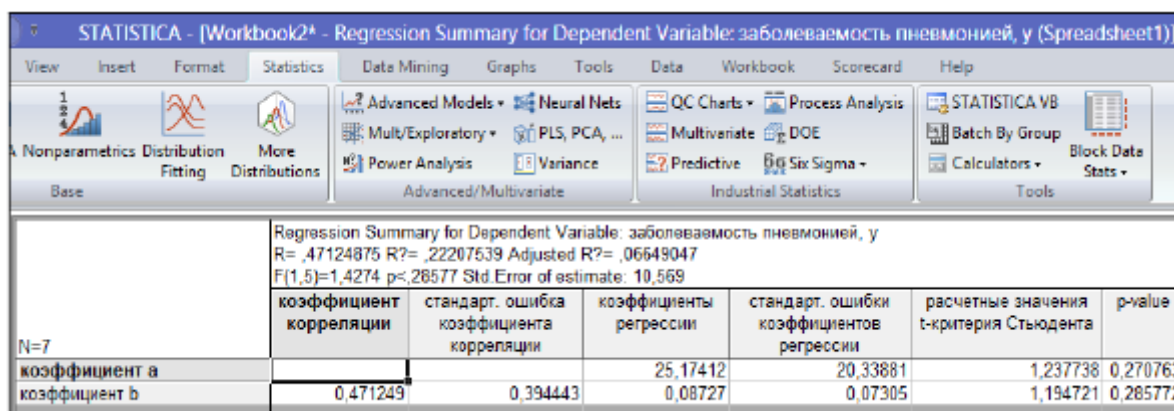 STATISTICA - [Workbook2* - Regression Summary for Dependent Variable: заболеваемость пневмонией, у (Spreadsheet1)]
View Insert Format Statistics Data Mining Graphs Tools Data Workbook Scorecard Help
Advanced Models Neural Nets QC Charts Process Analysis STATISTICA VB
Mult/Exploratory PLS, PCA, ... Multivariate DOE Batch By Group
Nonparametrics Distribution Fitting More Distributions Power Analysis Variance Predictive Six Sigma Calculators Block Data Stats
Base Advanced/Multivariate Industrial Statistics Tools
Regression Summary for Dependent Variable: заболеваемость пневмонией, у
R= ,47124875 R?= ,22207539 Adjusted R?= ,06649047
F(1,5)=1,4274 p<,28577 Std.Error of estimate: 10,569
N=7 коэффициент корреляции стандарт. ошибка коэффициента корреляции коэффициенты регрессии стандарт. ошибки коэффициентов регрессии расчетные значения t-критерия Стьюдента p-value
коэффициент a 25,17412 20,33881 1,237738 0,270763
коэффициент b 0,471249 0,394443 0,08727 0,07305 1,194721 0,28577